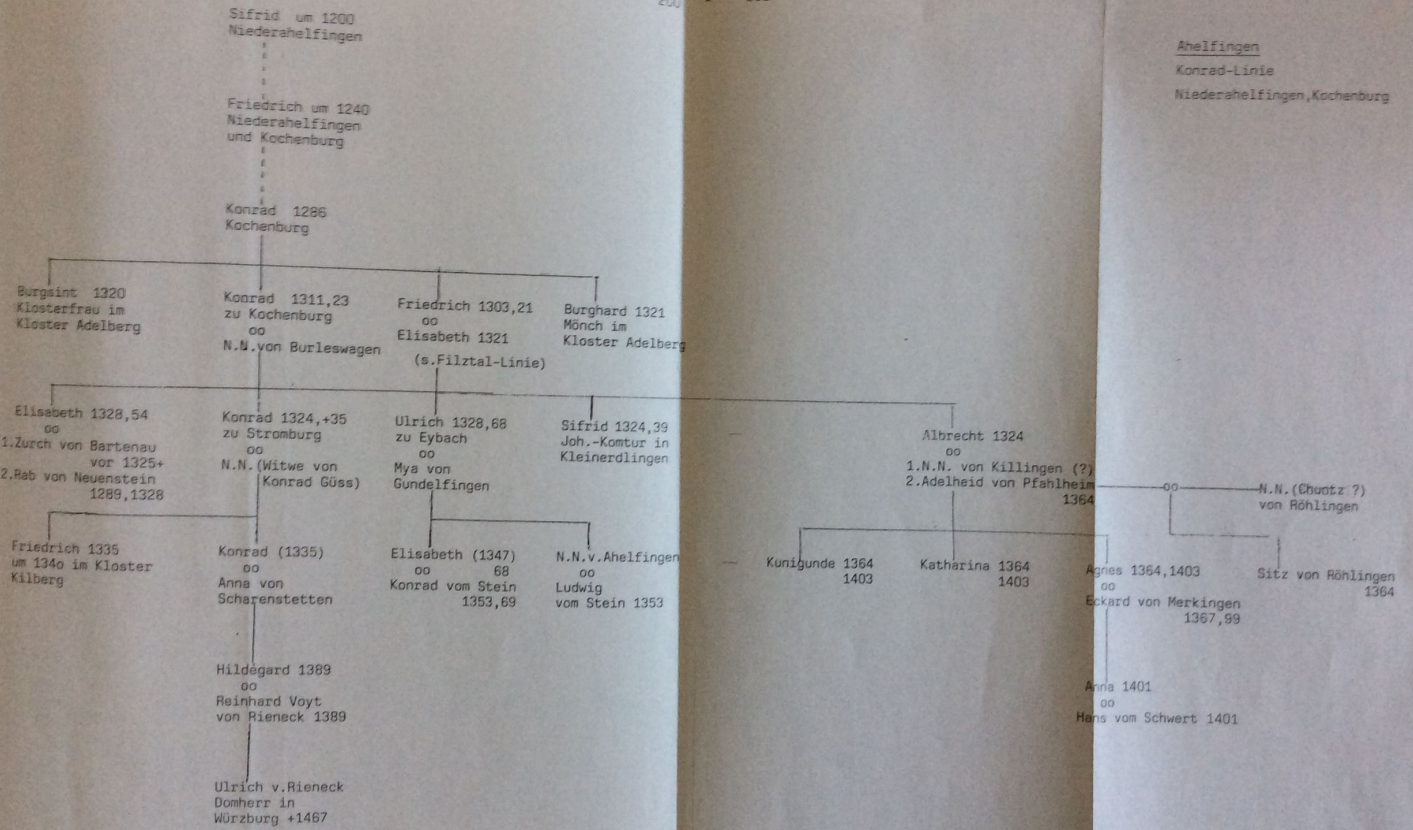 Ahelfingen
Konrad-Linie
Niederahelfingen,Kochenburg
Sifrid um 1200
Niederahelfingen
Friedrich um 1240
Niederahelfingen
und Kochenburg
Konrad 1286
Kochenburg
Burgsint 1320
Klosterfrau im
Kloster Adelberg
Konrad 1311,23
zu Kochenburg
oo
N.N.von Burleswagen
Friedrich 1303,21
oo
Elisabeth 1321
(s.Filztal-Linie)
Burghard 1321
Mönch im
Kloster Adelberg
Elisabeth 1328,54
oo
1.Zurch von Bartenau
vor 1325+
2.Rab von Neuenstein
1289,1328
Konrad 1324,+35
zu Stromburg
oo
N.N.(Witwe von
Konrad Güss)
Ulrich 1328,68
zu Eybach
oo
Mya von
Gundelfingen
Sifrid 1324,39
Joh.-Komtur in
Kleinerdlingen
Albrecht 1324
oo
1.N.N. von Killingen (?)
2.Adelheid von Pfahlheim
1364
oo
N.N.(Chuntz ?)
von Röhlingen
Friedrich 1335
um 134o im Kloster
Kilberg
Konrad (1335)
oo
Anna von
Scharenstetten
Elisabeth (1347)
oo 68
Konrad vom Stein
1353,69
N.N.v.Ahelfingen
oo
Ludwig
vom Stein 1353
Kunigunde 1364
1403
Katharina 1364
1403
Agnes 1364,1403
oo
Eckard von Merkingen
1367,99
Sitz von Röhlingen
1364
Hildegard 1389
oo
Reinhard Voyt
von Rieneck 1389
Anna 1401
oo
Hans vom Schwert 1401
Ulrich v.Rieneck
Domherr in
Würzburg +1467